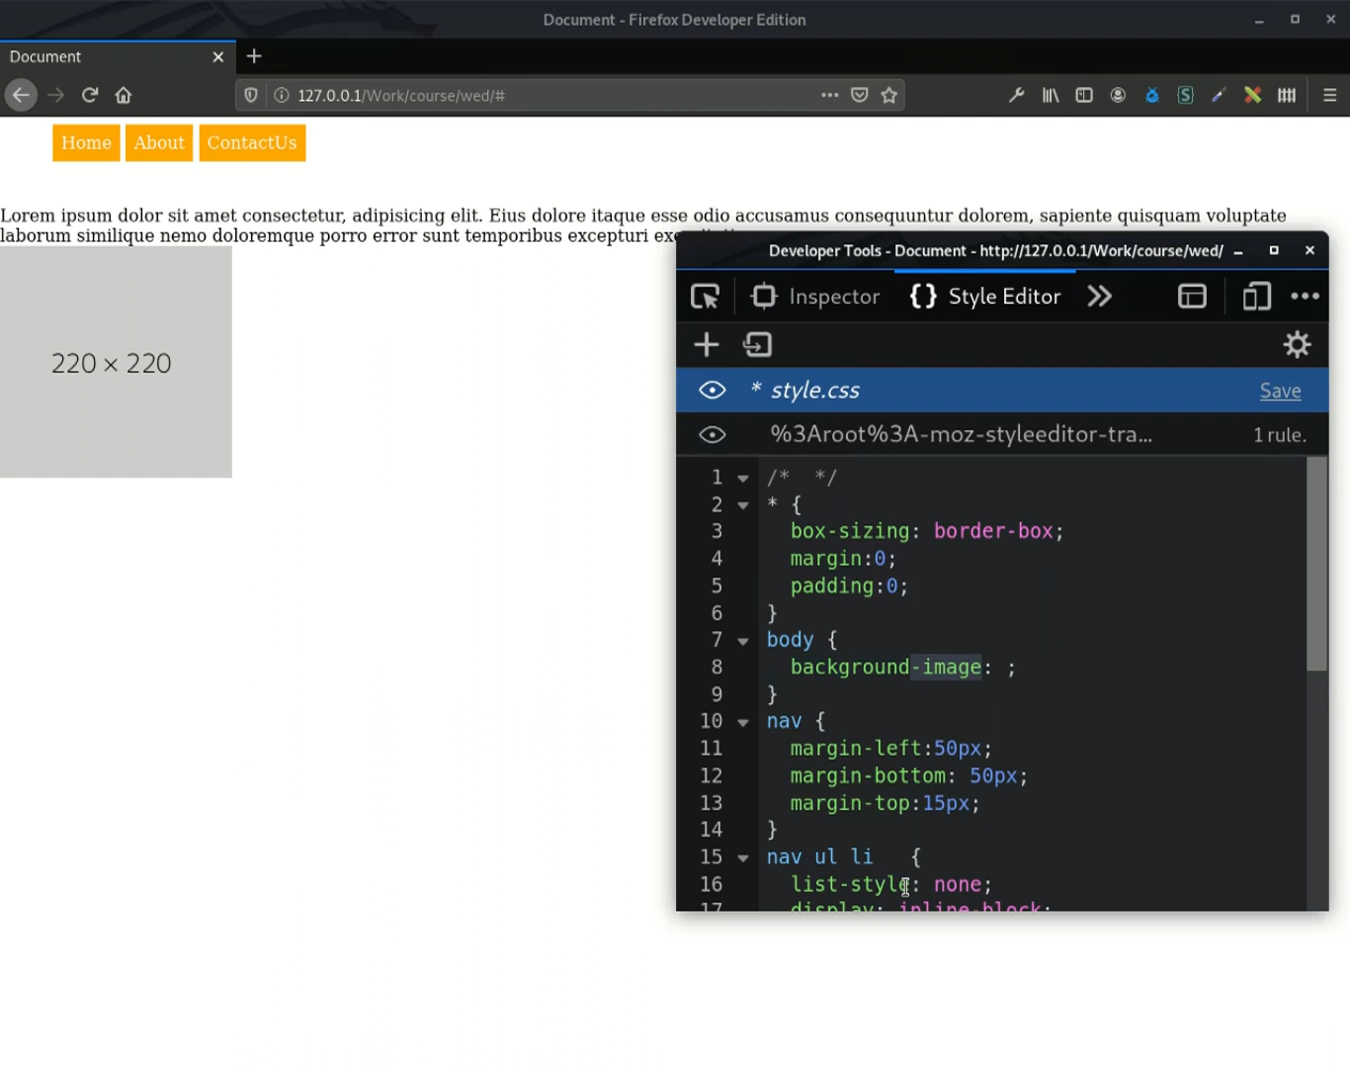 Document - Firefox Developer Edition
Document
127.0.0.1/Work/course/wed/#
Home About ContactUs
Lorem ipsum dolor sit amet consectetur, adipisicing elit. Eius dolore itaque esse odio accusamus consequuntur dolorem, sapiente quisquam voluptate
laborum similique nemo doloremque porro error sunt temporibus excepturi
220 × 220
Developer Tools - Document - http://127.0.0.1/Work/course/wed/
Inspector {} Style Editor
* style.css Save
%3Aroot%3A-moz-styleeditor-tra... 1 rule.
1 /*  */
2 * {
3 box-sizing: border-box;
4 margin:0;
5 padding:0;
6 }
7 body {
8 background-image: ;
9 }
10 nav {
11 margin-left:50px;
12 margin-bottom: 50px;
13 margin-top:15px;
14 }
15 nav ul li   {
16 list-style: none;
17 display: inline-block;